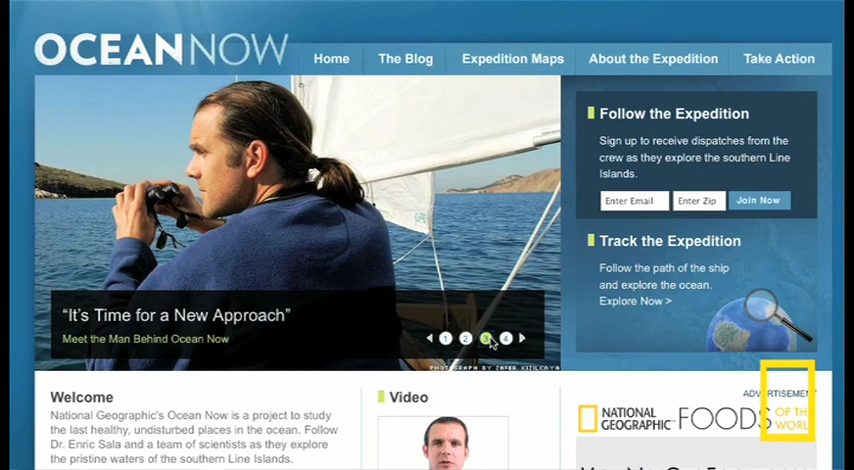 OCEAN NOW
Home The Blog Expedition Maps About the Expedition Take Action
Follow the Expedition
Sign up to receive dispatches from the
crew as they explore the southern Line
Islands.
Enter Email Enter Zip Join Now
Track the Expedition
Follow the path of the ship
and explore the ocean.
Explore Now >
“It's Time for a New Approach”
Meet the Man Behind Ocean Now
1 2 3 4
PHOTOGRAPH BY ZAFER KIZILKAYA
Welcome
National Geographic's Ocean Now is a project to study
the last healthy, undisturbed places in the ocean. Follow
Dr. Enric Sala and a team of scientists as they explore
the pristine waters of the southern Line Islands.
Video
ADVERTISEMENT
NATIONAL
GEOGRAPHIC™
FOODS
OF THE
WORL